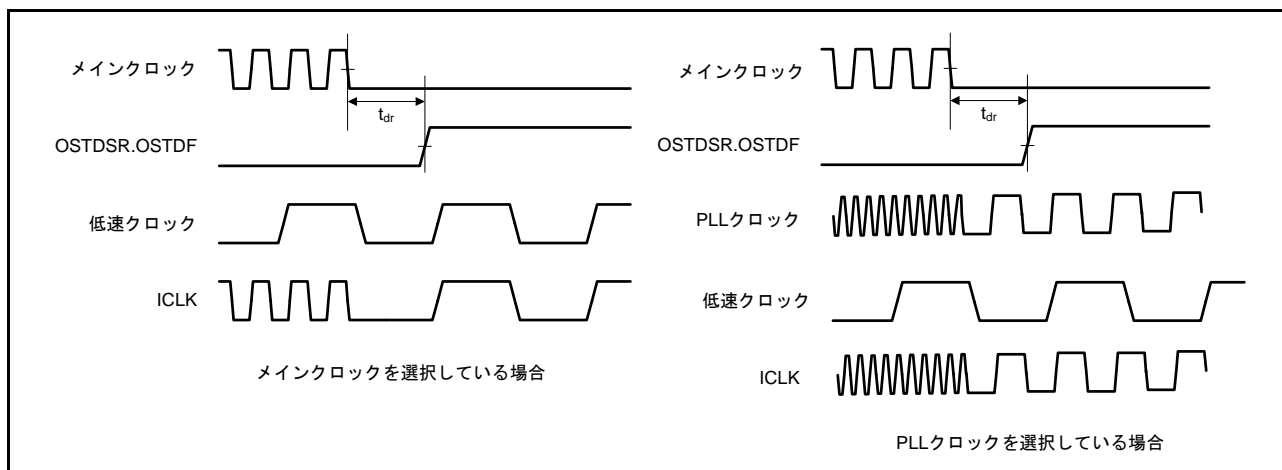 メインクロック
tdr
OSTDSR.OSTDF
低速クロック
ICLK
メインクロックを選択している場合
メインクロック
tdr
OSTDSR.OSTDF
PLLクロック
低速クロック
ICLK
PLLクロックを選択している場合